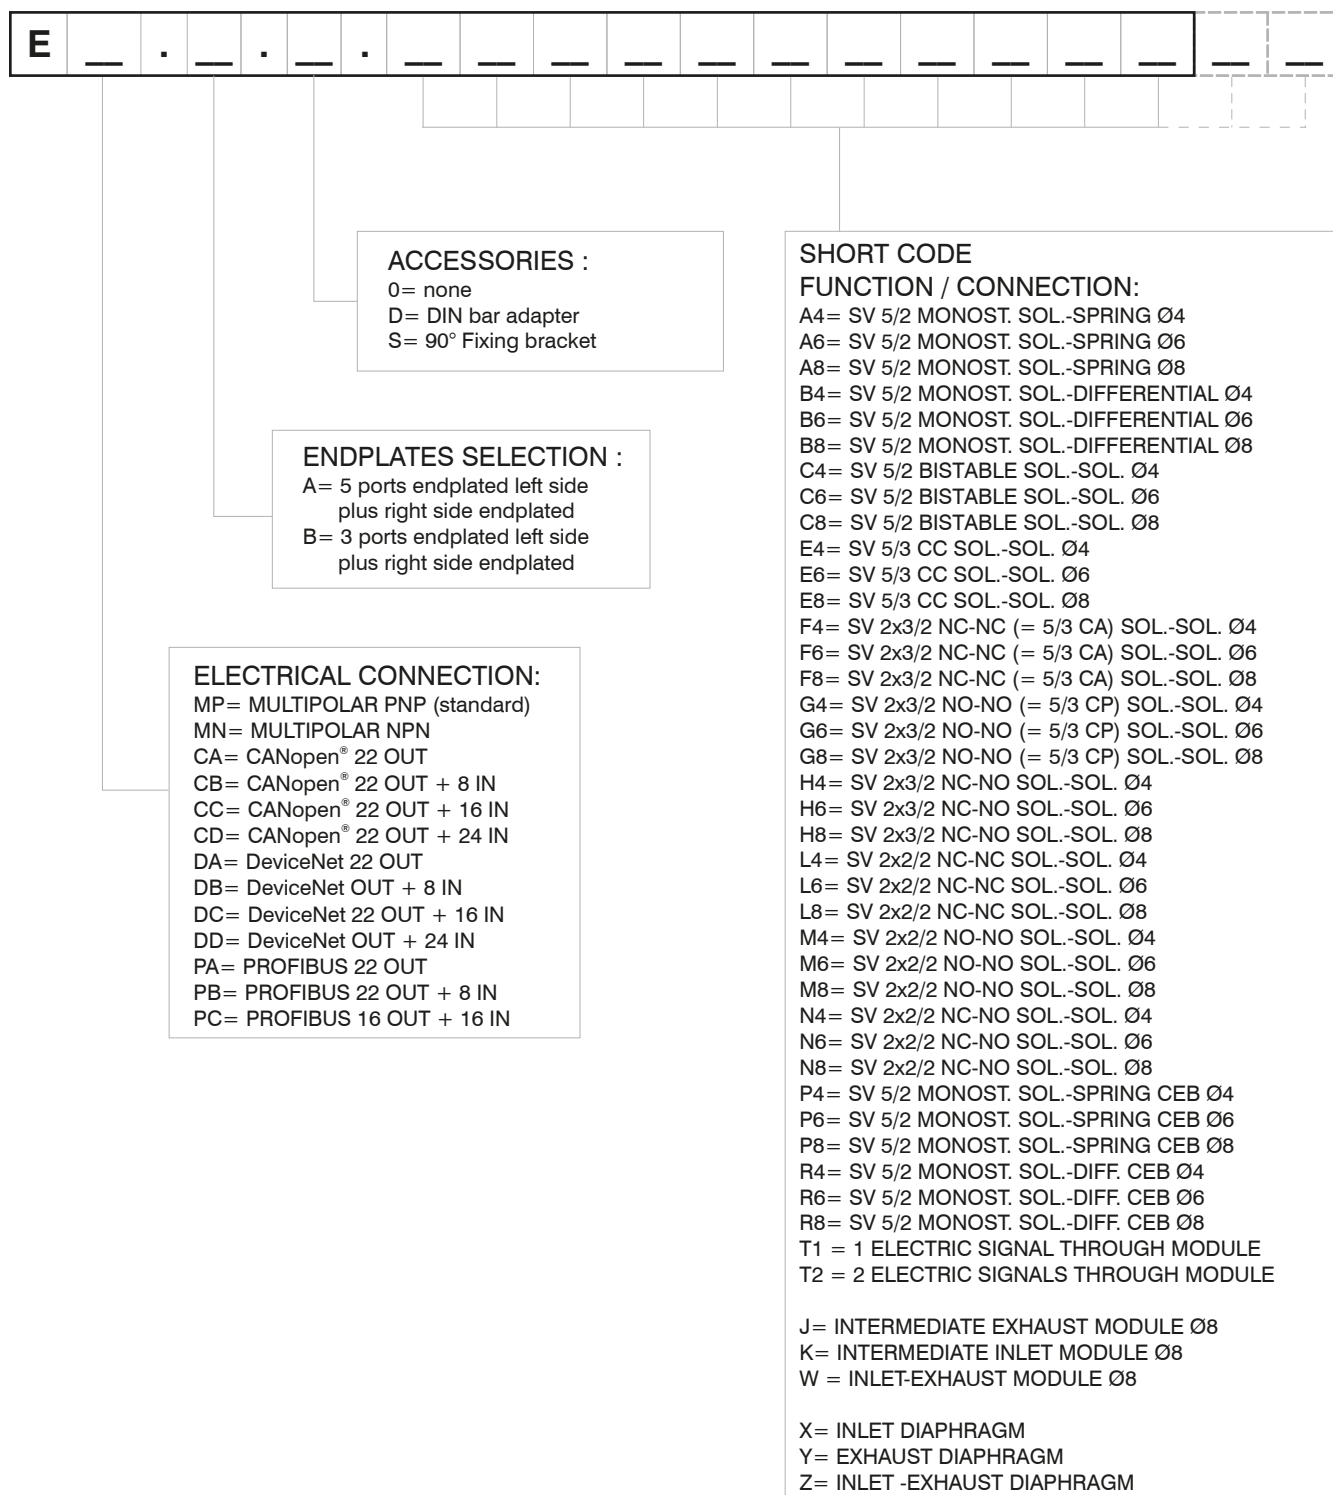 E __ . __ . __ . __ __ __ __ __ __ __ __ __ __ __ __ __
ACCESSORIES :
0= none
D= DIN bar adapter
S= 90° Fixing bracket
ENDPLATES SELECTION :
A= 5 ports endplated left side
plus right side endplated
B= 3 ports endplated left side
plus right side endplated
ELECTRICAL CONNECTION:
MP= MULTIPOLAR PNP (standard)
MN= MULTIPOLAR NPN
CA= CANopen® 22 OUT
CB= CANopen® 22 OUT + 8 IN
CC= CANopen® 22 OUT + 16 IN
CD= CANopen® 22 OUT + 24 IN
DA= DeviceNet 22 OUT
DB= DeviceNet OUT + 8 IN
DC= DeviceNet 22 OUT + 16 IN
DD= DeviceNet OUT + 24 IN
PA= PROFIBUS 22 OUT
PB= PROFIBUS 22 OUT + 8 IN
PC= PROFIBUS 16 OUT + 16 IN
SHORT CODE
FUNCTION / CONNECTION:
A4= SV 5/2 MONOST. SOL.-SPRING Ø4
A6= SV 5/2 MONOST. SOL.-SPRING Ø6
A8= SV 5/2 MONOST. SOL.-SPRING Ø8
B4= SV 5/2 MONOST. SOL.-DIFFERENTIAL Ø4
B6= SV 5/2 MONOST. SOL.-DIFFERENTIAL Ø6
B8= SV 5/2 MONOST. SOL.-DIFFERENTIAL Ø8
C4= SV 5/2 BISTABLE SOL.-SOL. Ø4
C6= SV 5/2 BISTABLE SOL.-SOL. Ø6
C8= SV 5/2 BISTABLE SOL.-SOL. Ø8
E4= SV 5/3 CC SOL.-SOL. Ø4
E6= SV 5/3 CC SOL.-SOL. Ø6
E8= SV 5/3 CC SOL.-SOL. Ø8
F4= SV 2x3/2 NC-NC (= 5/3 CA) SOL.-SOL. Ø4
F6= SV 2x3/2 NC-NC (= 5/3 CA) SOL.-SOL. Ø6
F8= SV 2x3/2 NC-NC (= 5/3 CA) SOL.-SOL. Ø8
G4= SV 2x3/2 NO-NO (= 5/3 CP) SOL.-SOL. Ø4
G6= SV 2x3/2 NO-NO (= 5/3 CP) SOL.-SOL. Ø6
G8= SV 2x3/2 NO-NO (= 5/3 CP) SOL.-SOL. Ø8
H4= SV 2x3/2 NC-NO SOL.-SOL. Ø4
H6= SV 2x3/2 NC-NO SOL.-SOL. Ø6
H8= SV 2x3/2 NC-NO SOL.-SOL. Ø8
L4= SV 2x2/2 NC-NC SOL.-SOL. Ø4
L6= SV 2x2/2 NC-NC SOL.-SOL. Ø6
L8= SV 2x2/2 NC-NC SOL.-SOL. Ø8
M4= SV 2x2/2 NO-NO SOL.-SOL. Ø4
M6= SV 2x2/2 NO-NO SOL.-SOL. Ø6
M8= SV 2x2/2 NO-NO SOL.-SOL. Ø8
N4= SV 2x2/2 NC-NO SOL.-SOL. Ø4
N6= SV 2x2/2 NC-NO SOL.-SOL. Ø6
N8= SV 2x2/2 NC-NO SOL.-SOL. Ø8
P4= SV 5/2 MONOST. SOL.-SPRING CEB Ø4
P6= SV 5/2 MONOST. SOL.-SPRING CEB Ø6
P8= SV 5/2 MONOST. SOL.-SPRING CEB Ø8
R4= SV 5/2 MONOST. SOL.-DIFF. CEB Ø4
R6= SV 5/2 MONOST. SOL.-DIFF. CEB Ø6
R8= SV 5/2 MONOST. SOL.-DIFF. CEB Ø8
T1 = 1 ELECTRIC SIGNAL THROUGH MODULE
T2 = 2 ELECTRIC SIGNALS THROUGH MODULE
J= INTERMEDIATE EXHAUST MODULE Ø8
K= INTERMEDIATE INLET MODULE Ø8
W = INLET-EXHAUST MODULE Ø8
X= INLET DIAPHRAGM
Y= EXHAUST DIAPHRAGM
Z= INLET -EXHAUST DIAPHRAGM